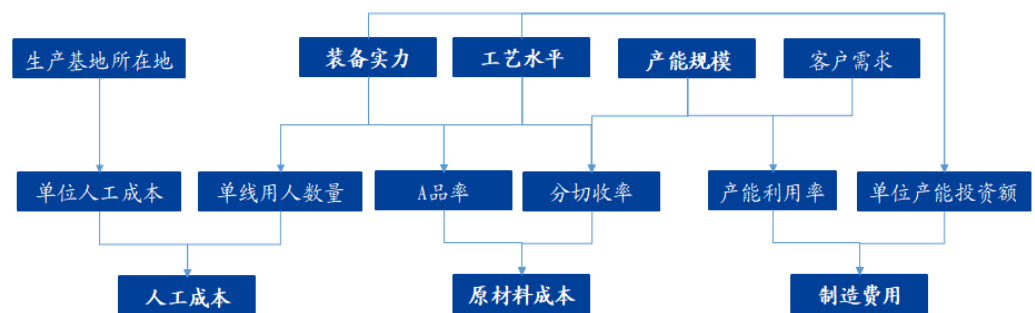 生产基地所在地
装备实力
工艺水平
产能规模
客户需求
单位人工成本
单线用人数量
A品率
分切收率
产能利用率
单位产能投资额
人工成本
原材料成本
制造费用